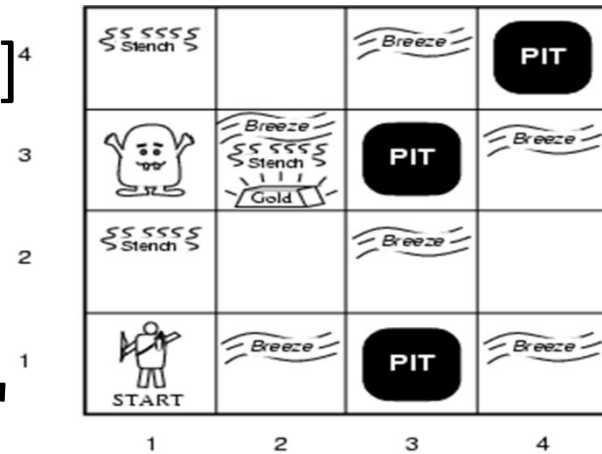 ]
4
Stench
Breeze
PIT
3
Breeze
Stench
Gold
PIT
Breeze
2
Stench
Breeze
1
START
Breeze
PIT
Breeze
1 2 3 4